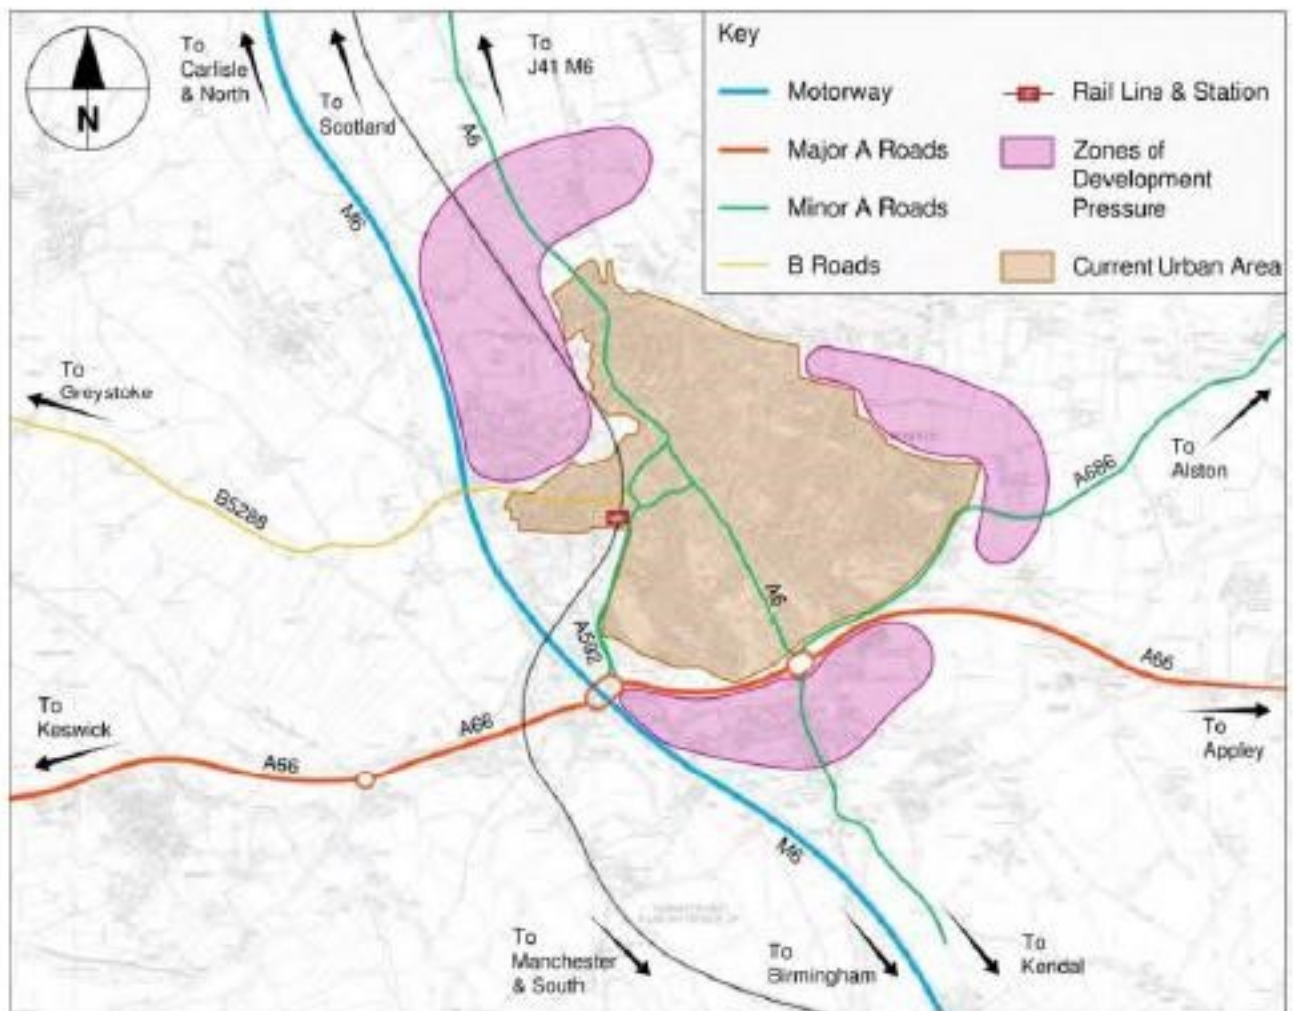 N
To
Carlisle
& North
To
Scotland
To
J41 M6
A6
M6
Key
Motorway
Major A Roads
Minor A Roads
B Roads
Rail Line & Station
Zones of
Development
Pressure
Current Urban Area
To
Greystoke
B5288
A686
To
Alston
A6
A592
To
Keswick
A66
A66
A66
To
Appley
M6
To
Manchester
& South
To
Birmingham
To
Kendal